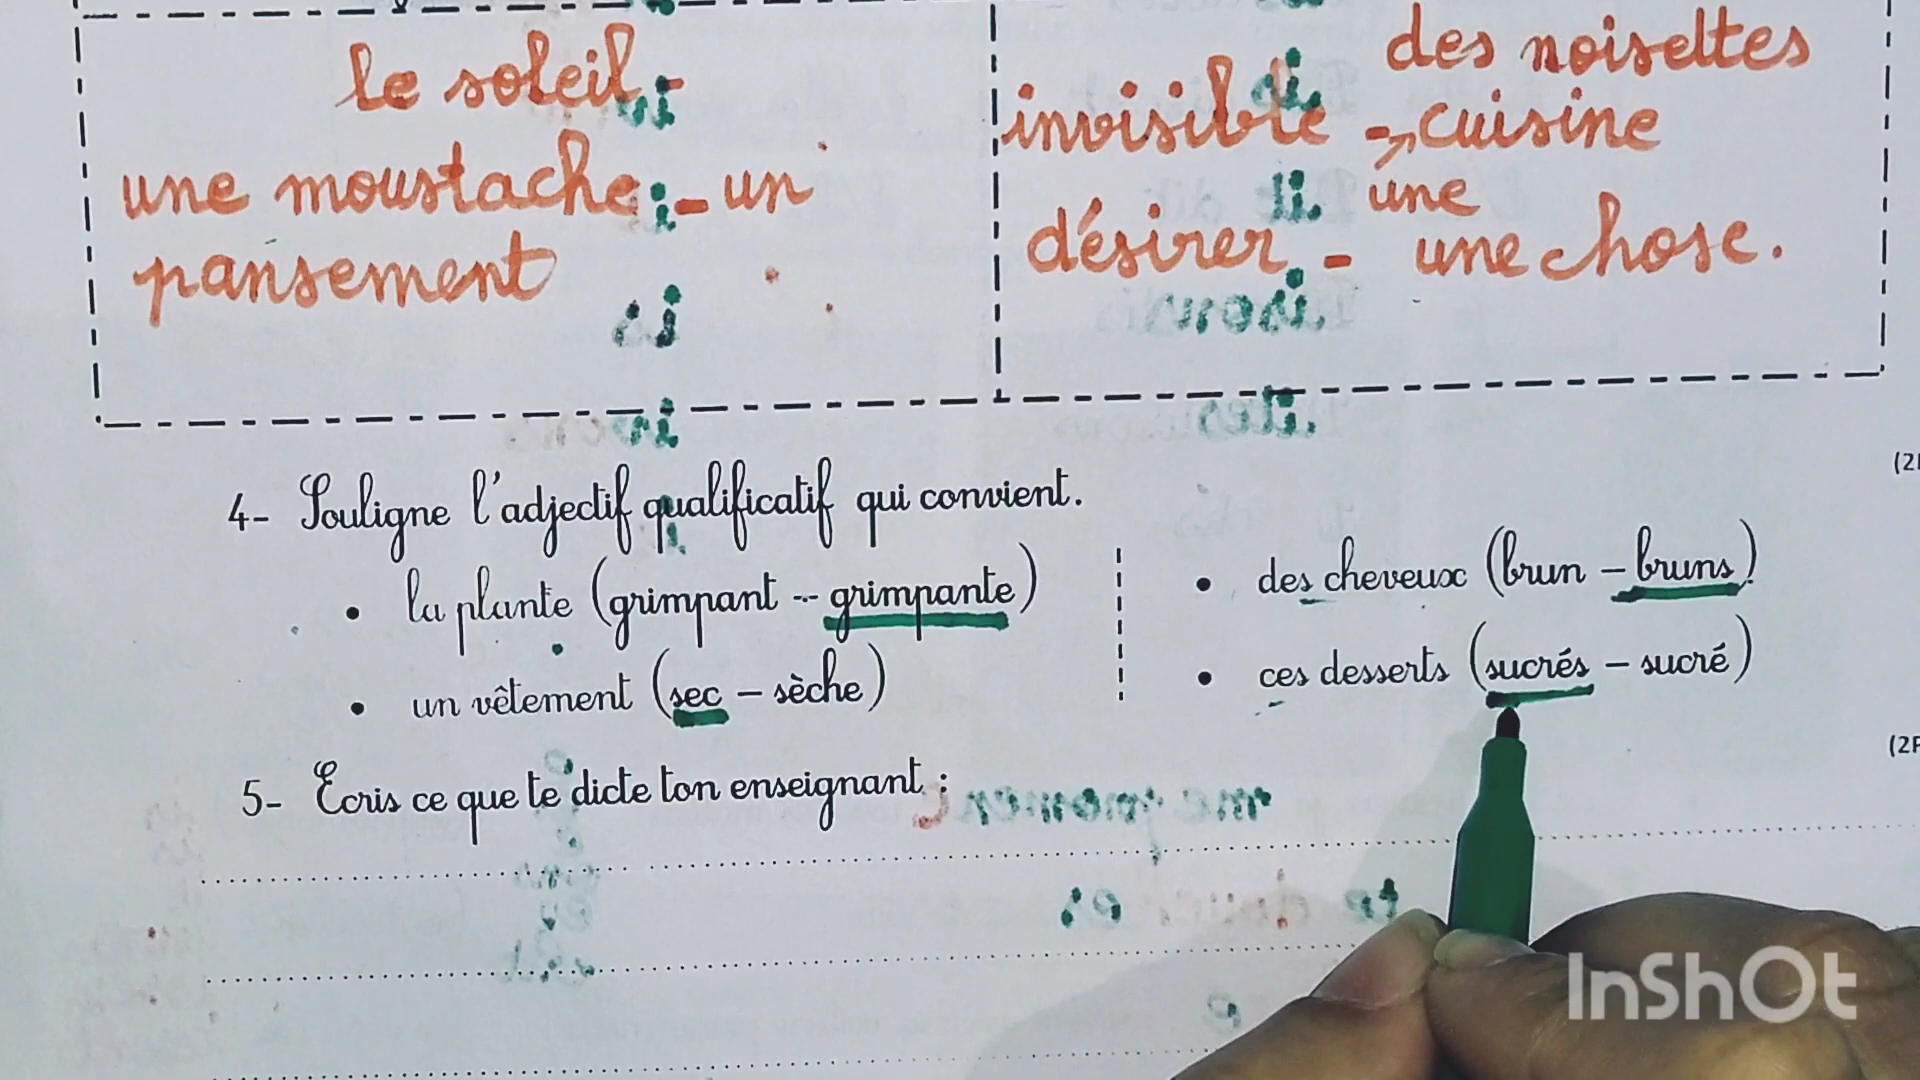 le soleil -
une moustache - un
pansement
des noisettes
invisible - cuisine
une
désirer - une chose.
4- Souligne l'adjectif qualificatif qui convient.
• la plante (grimpant - grimpante)
• un vêtement (sec - sèche)
• des cheveux (brun - bruns)
• ces desserts (sucrés - sucré)
5- Ecris ce que te dicte ton enseignant :
InShOt